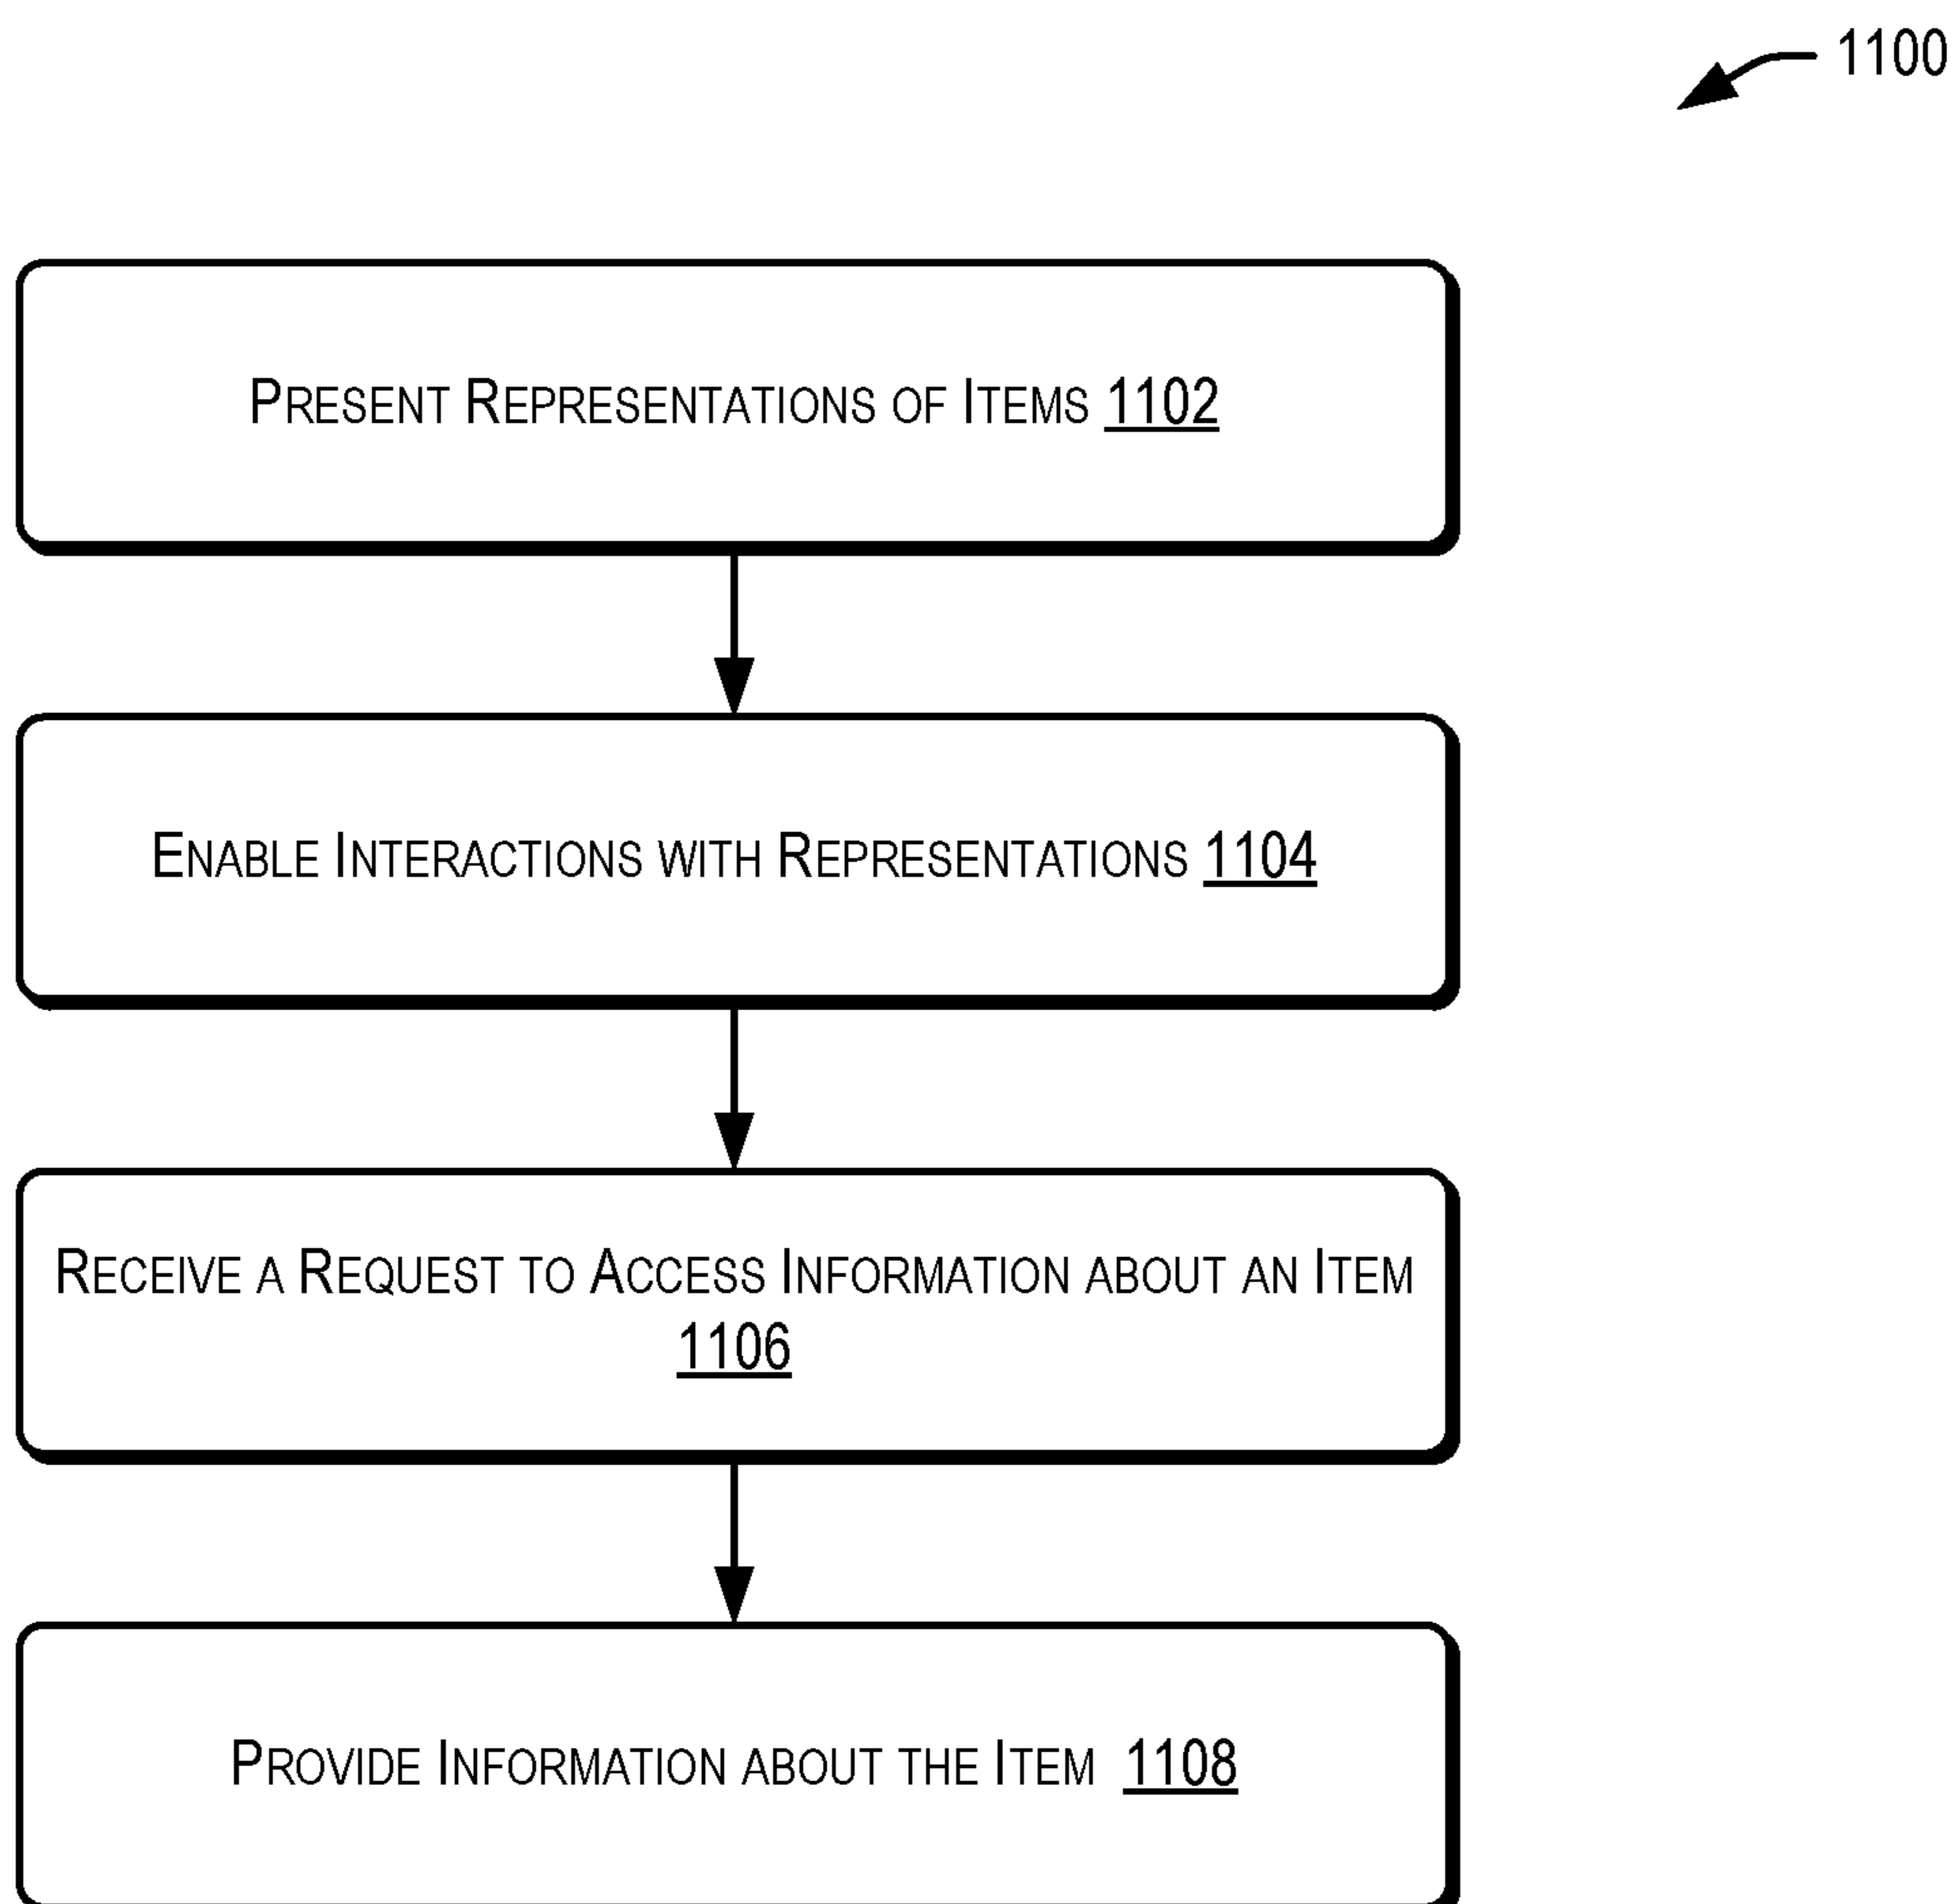 1100
Present Representations of Items 1102
Enable Interactions with Representations 1104
Receive a Request to Access Information about an Item
1106
Provide Information about the Item 1108